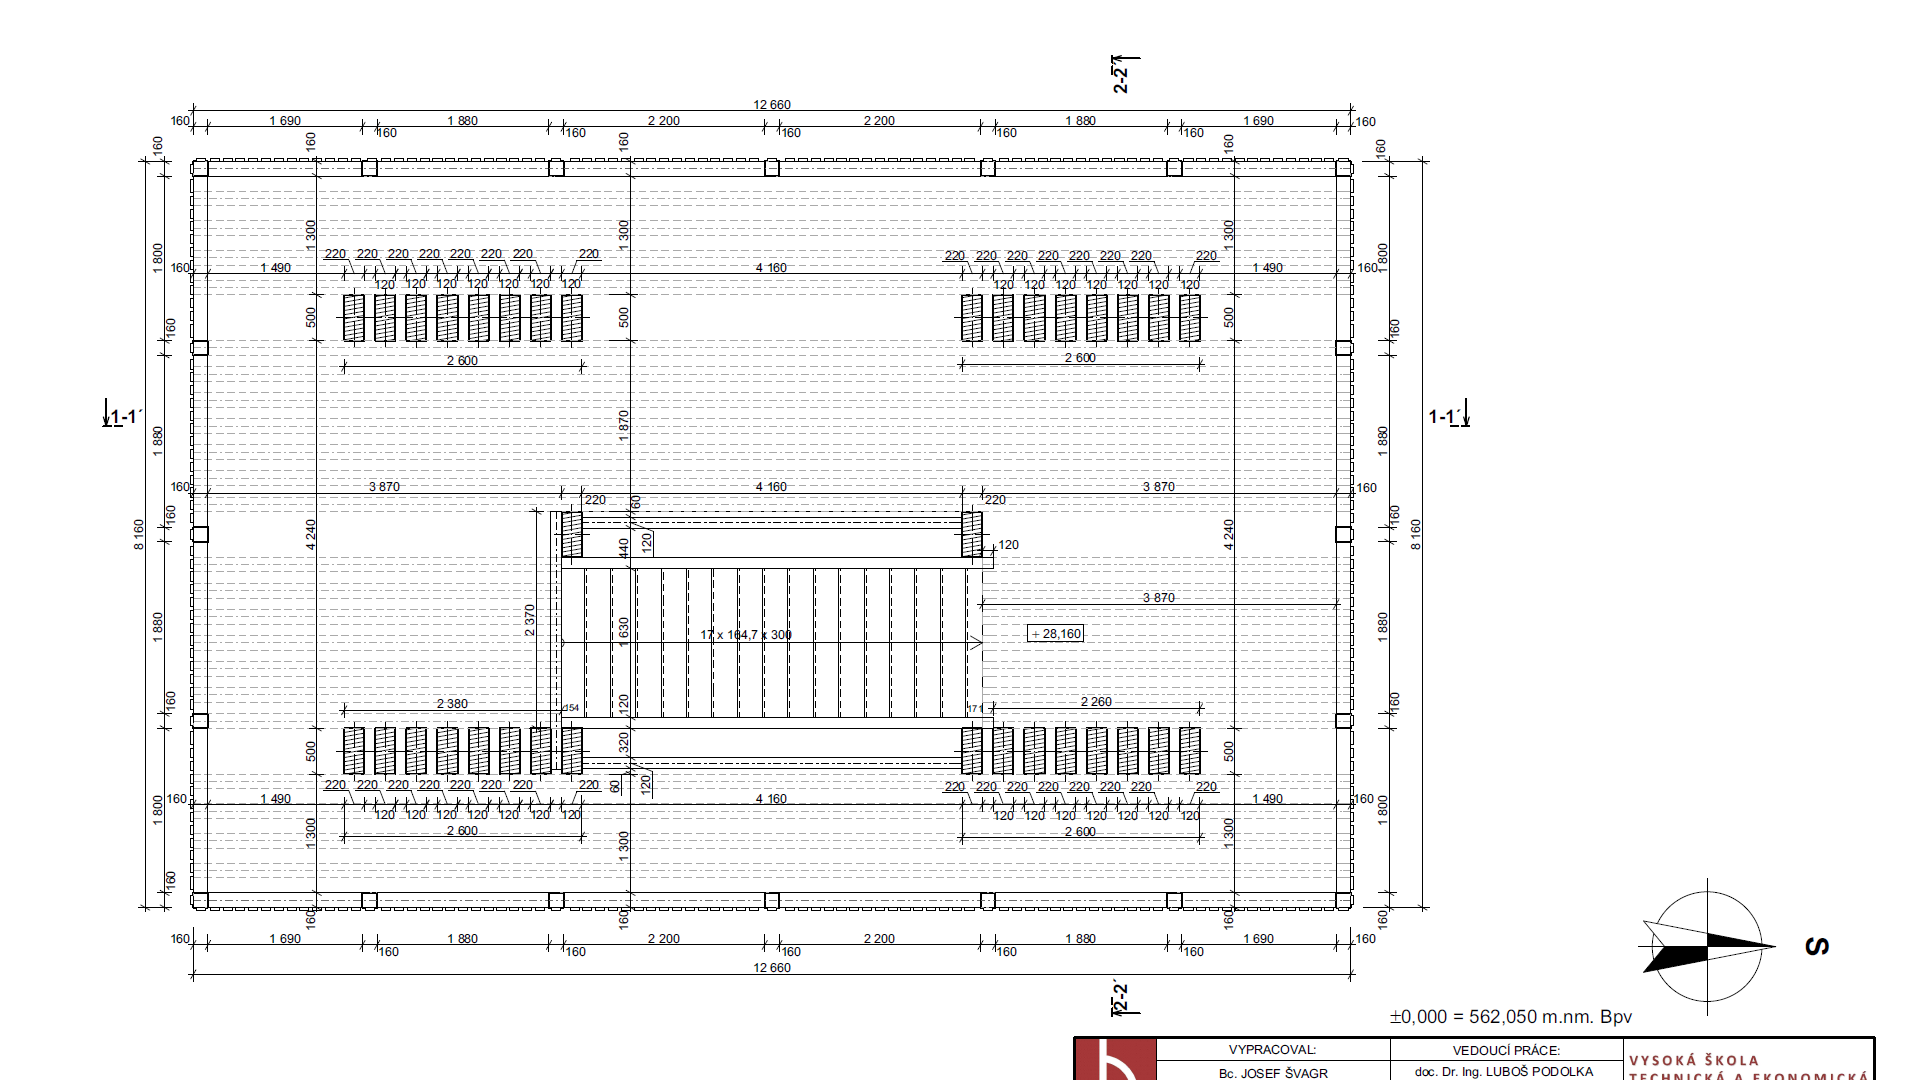 2-2´
12 660
160 1 690 160 1 880 160 2 200 160 2 200 160 1 880 160 1 690 160
160 160 160 160 160
1 800 1 300 1 300 1 300 1 800
220 220 220 220 220 220 220 220
220 220 220 220 220 220 220 220
160 1 490 4 160 1 490 160
120 120 120 120 120 120 120
120 120 120 120 120 120 120
160 500 500 500 160
2 600 2 600
1-1´ 1-1´
1 880 1 870 1 880
160 3 870 4 160 3 870 160
220 60 220
8 160 160 4 240 440 120 120 4 240 160 8 160
2 370
3 870
1 880 1 630 1 880
17 x 164,7 x 300
+ 28,160
160 2 380 154 120 171 2 260 160
500 320 500
220 220 220 220 220 220 220 220 60 120
220 220 220 220 220 220 220 220
160 1 490 4 160 1 490 160
1 800 120 120 120 120 120 120 120
120 120 120 120 120 120 120 1 800
2 600 2 600
1 300 1 300 1 300
160
160 160 160 160
160 1 690 160 1 880 160 2 200 160 2 200 160 1 880 160 1 690 160
12 660
2-2´
S
±0,000 = 562,050 m.nm. Bpv
VYPRACOVAL:
Bc. JOSEF ŠVAGR
VEDOUCÍ PRÁCE:
doc. Dr. Ing. LUBOŠ PODOLKA
VYSOKÁ ŠKOLA
TECHNICKÁ A EKONOMICKÁ